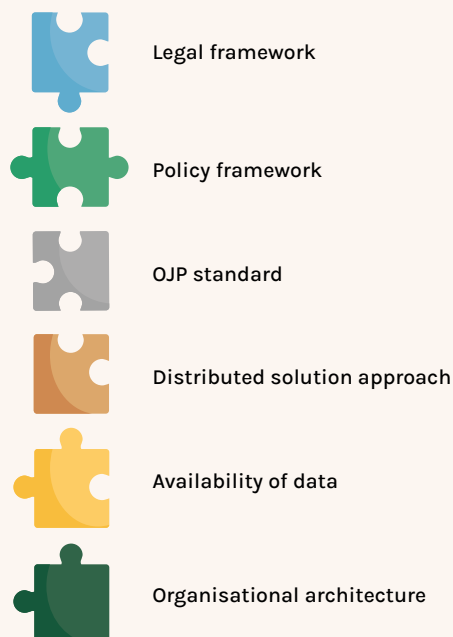 Legal framework
Policy framework
OJP standard
Distributed solution approach
Availability of data
Organisational architecture